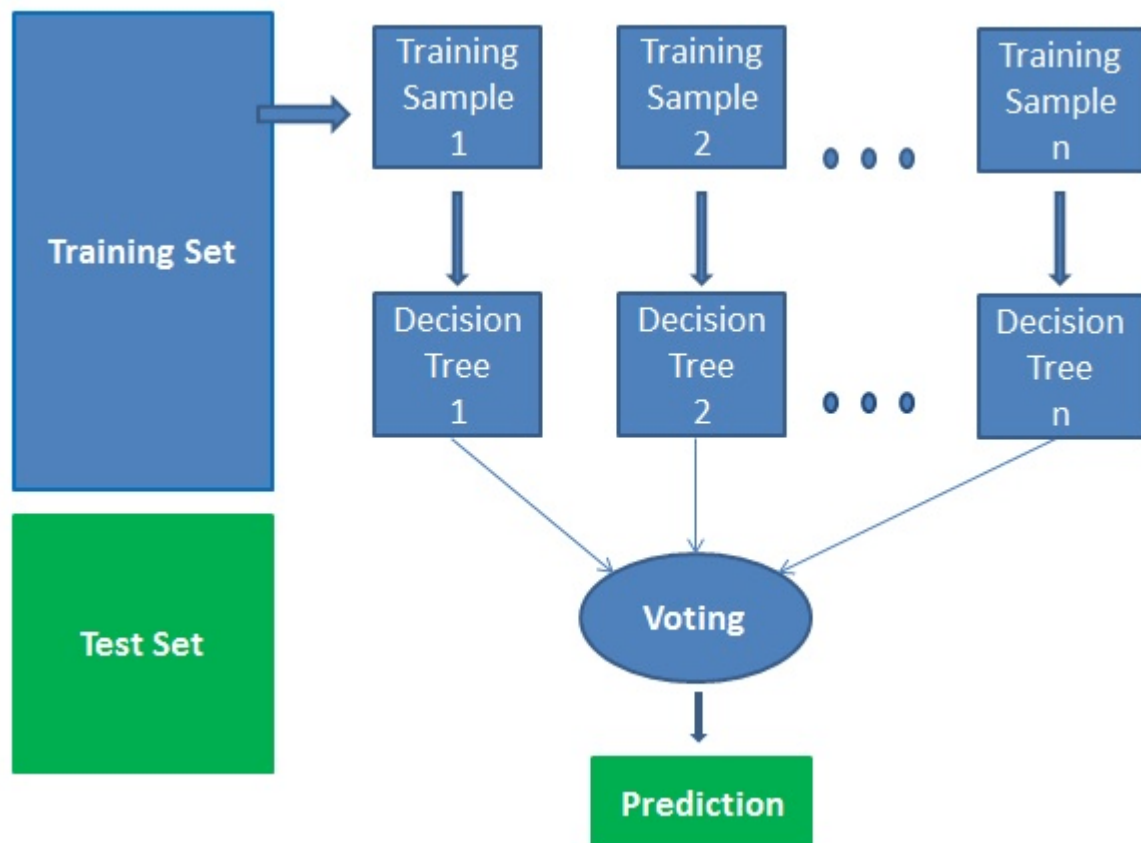 Training Set
Training
Sample
1
Training
Sample
2
Training
Sample
n
Decision
Tree
1
Decision
Tree
2
Decision
Tree
n
Test Set
Voting
Prediction